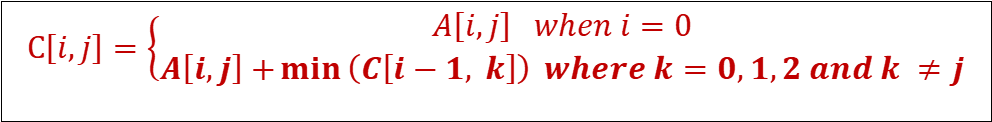 C[i, j] = { A[i, j] when i = 0
A[i, j] + min (C[i − 1, k]) where k = 0, 1, 2 and k ≠ j